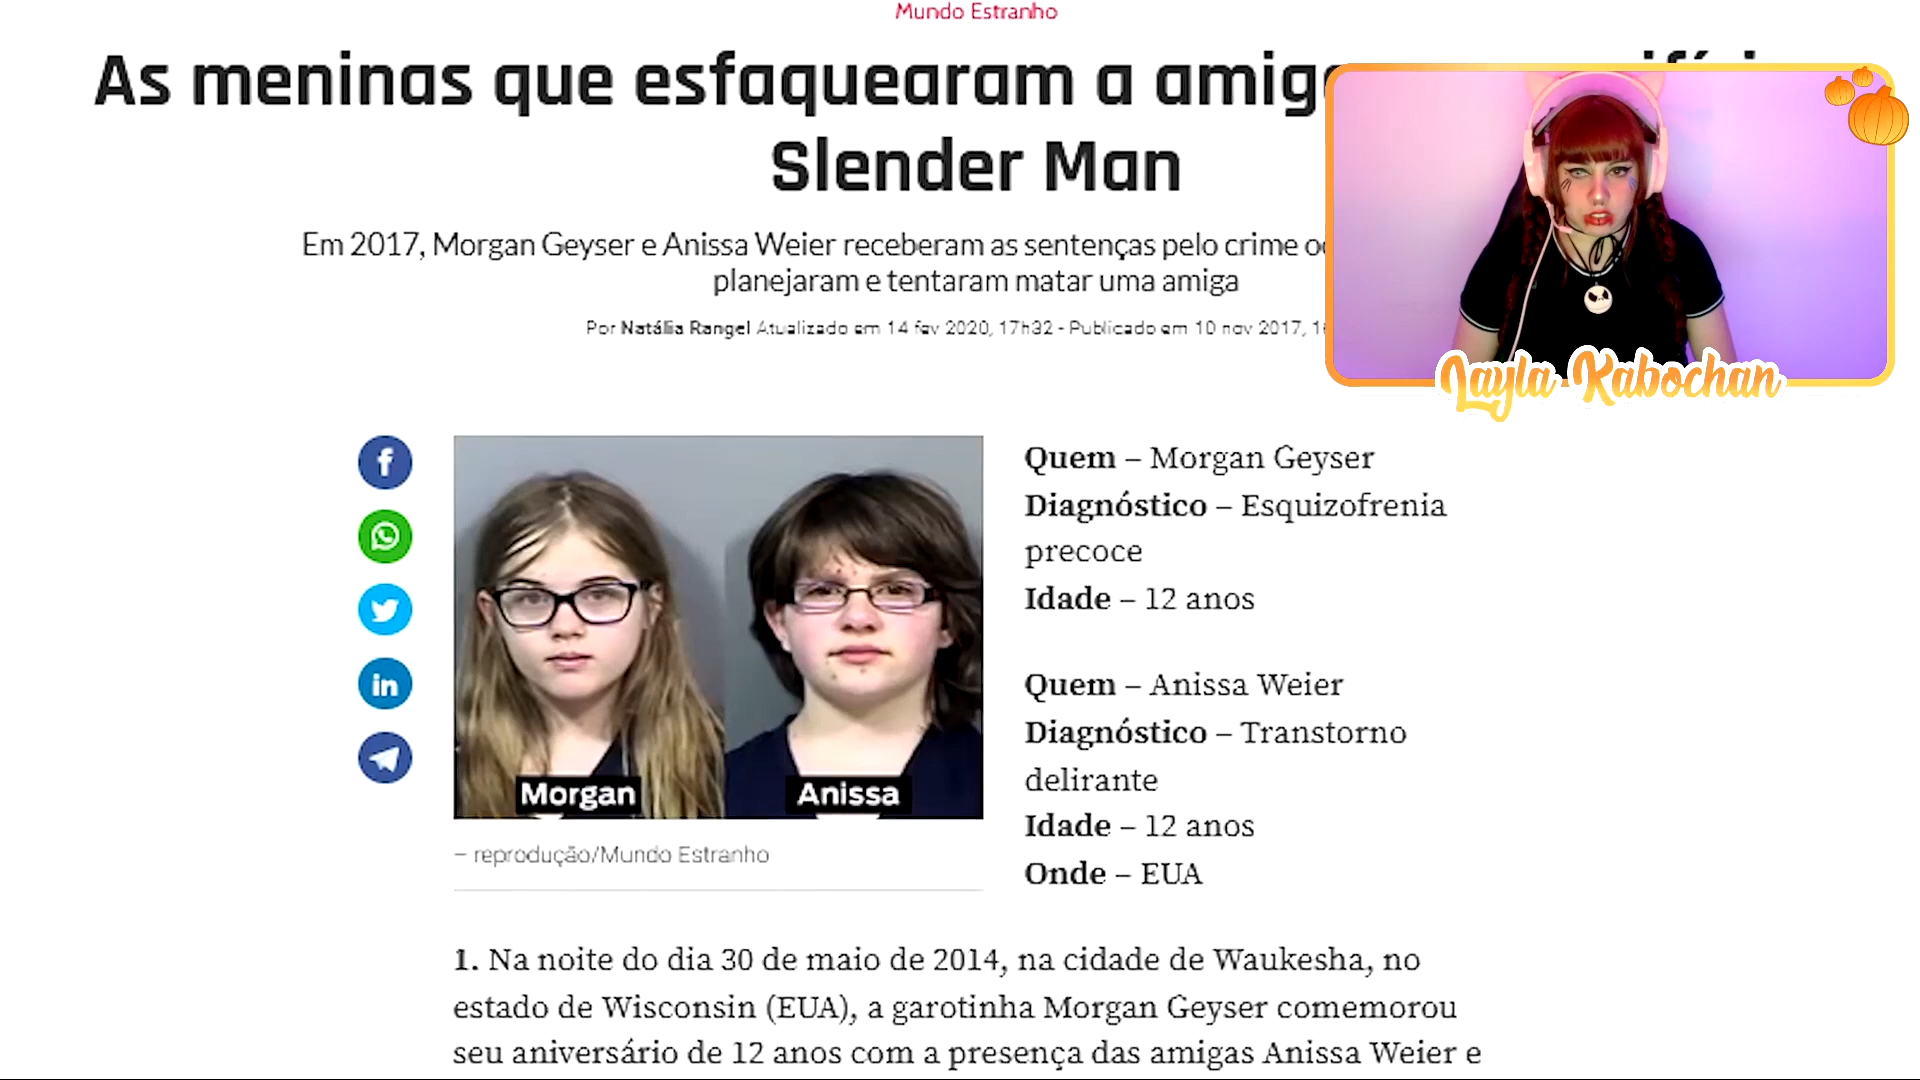 Mundo Estranho
As meninas que esfaquearam a amiga
Slender Man
Em 2017, Morgan Geyser e Anissa Weier receberam as sentenças pelo crime
planejaram e tentaram matar uma amiga
Por Natália Rangel Atualizado em 14 fev 2020, 17h32 - Publicado em 10 nov 2017,
Layla Kabochan
f
in
Morgan
Anissa
– reprodução/Mundo Estranho
Quem – Morgan Geyser
Diagnóstico – Esquizofrenia
precoce
Idade – 12 anos
Quem – Anissa Weier
Diagnóstico – Transtorno
delirante
Idade – 12 anos
Onde – EUA
1. Na noite do dia 30 de maio de 2014, na cidade de Waukesha, no
estado de Wisconsin (EUA), a garotinha Morgan Geyser comemorou
seu aniversário de 12 anos com a presença das amigas Anissa Weier e